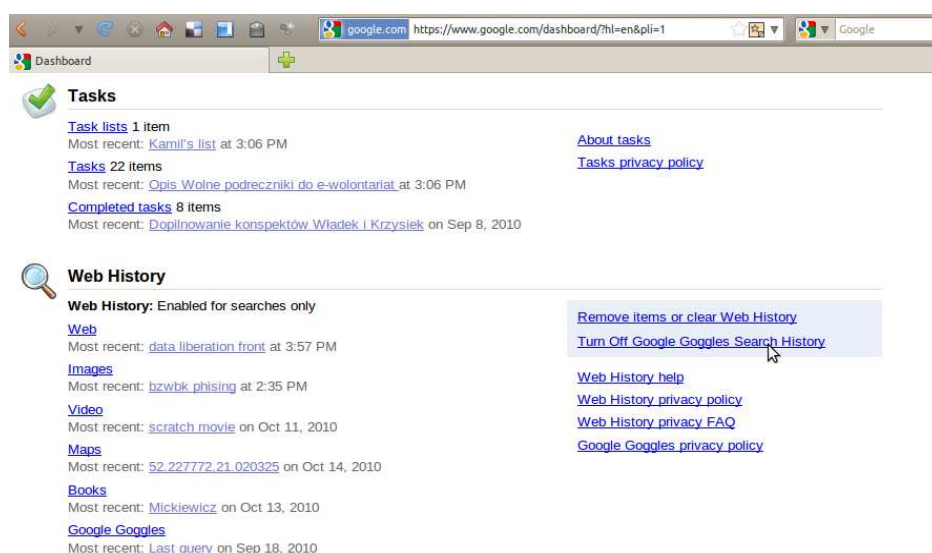 google.com https://www.google.com/dashboard/?hl=en&pli=1 Google
Dashboard
Tasks
Task lists 1 item
Most recent: Kamil's list at 3:06 PM
Tasks 22 items
Most recent: Opis Wolne podreczniki do e-wolontariat at 3:06 PM
Completed tasks 8 items
Most recent: Dopilnowanie konspektów Władek i Krzysiek on Sep 8, 2010
About tasks
Tasks privacy policy
Web History
Web History: Enabled for searches only
Web
Most recent: data liberation front at 3:57 PM
Images
Most recent: bzwbk phising at 2:35 PM
Video
Most recent: scratch movie on Oct 11, 2010
Maps
Most recent: 52.227772,21.020325 on Oct 14, 2010
Books
Most recent: Mickiewicz on Oct 13, 2010
Google Goggles
Most recent: Last query on Sep 18, 2010
Remove items or clear Web History
Turn Off Google Goggles Search History
Web History help
Web History privacy policy
Web History privacy FAQ
Google Goggles privacy policy